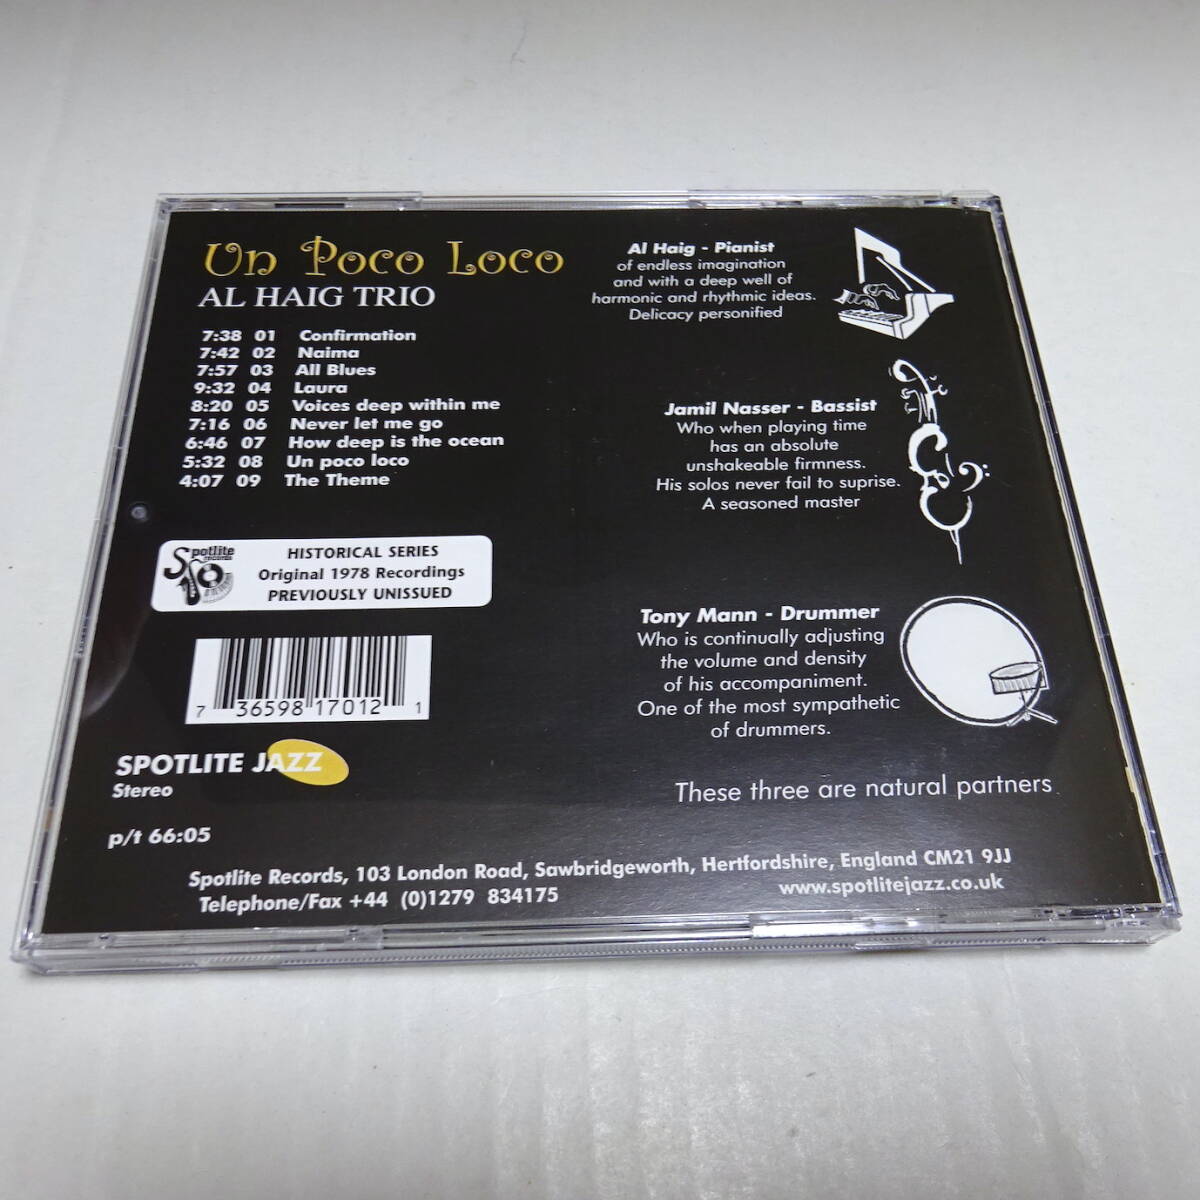 Un Poco Loco
AL HAIG TRIO
7:38 01 Confirmation
7:42 02 Naima
7:57 03 All Blues
9:32 04 Laura
8:20 05 Voices deep within me
7:16 06 Never let me go
6:46 07 How deep is the ocean
5:32 08 Un poco loco
4:07 09 The Theme
Spotlite
records
HISTORICAL SERIES
Original 1978 Recordings
PREVIOUSLY UNISSUED
7 36598 17012 1
SPOTLITE JAZZ
Stereo
p/t 66:05
Al Haig - Pianist
of endless imagination
and with a deep well of
harmonic and rhythmic ideas.
Delicacy personified
Jamil Nasser - Bassist
Who when playing time
has an absolute
unshakeable firmness.
His solos never fail to suprise.
A seasoned master
Tony Mann - Drummer
Who is continually adjusting
the volume and density
of his accompaniment.
One of the most sympathetic
of drummers.
These three are natural partners
Spotlite Records, 103 London Road, Sawbridgeworth, Hertfordshire, England CM21 9JJ
Telephone/Fax +44 (0)1279 834175
www.spotlitejazz.co.uk